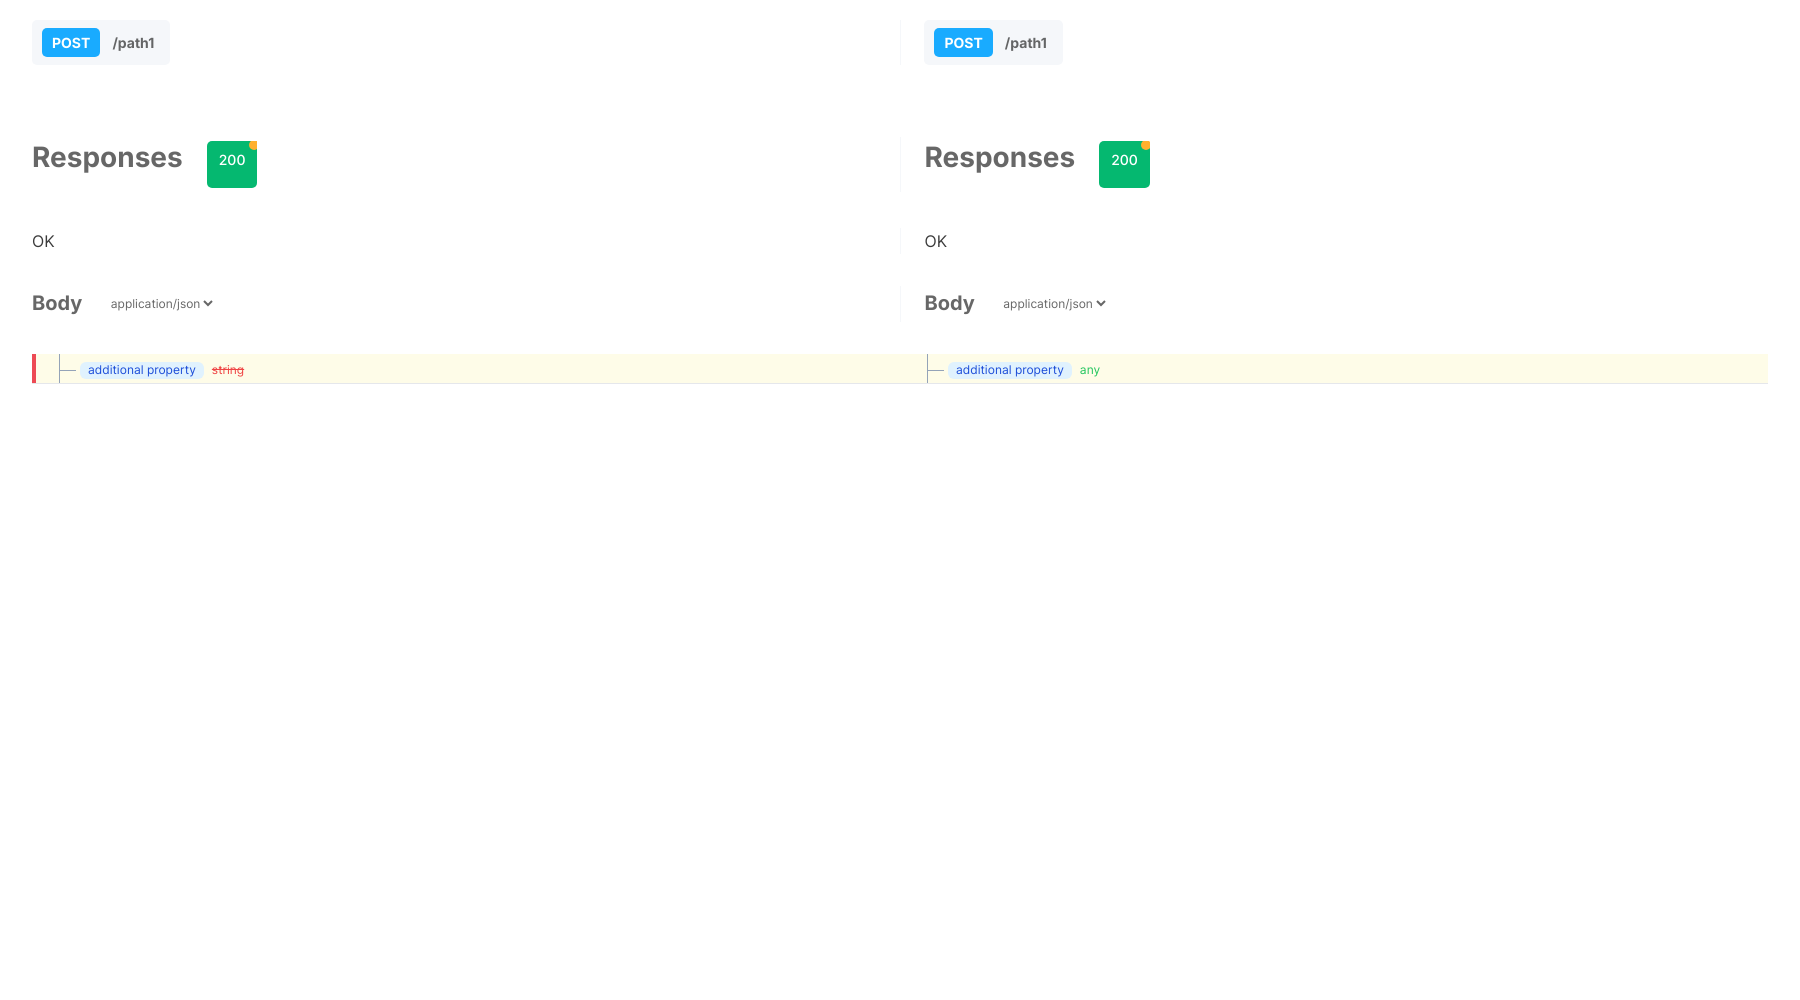 POST /path1 POST /path1
Responses 200 Responses 200
OK OK
Body application/json Body application/json
additional property string additional property any